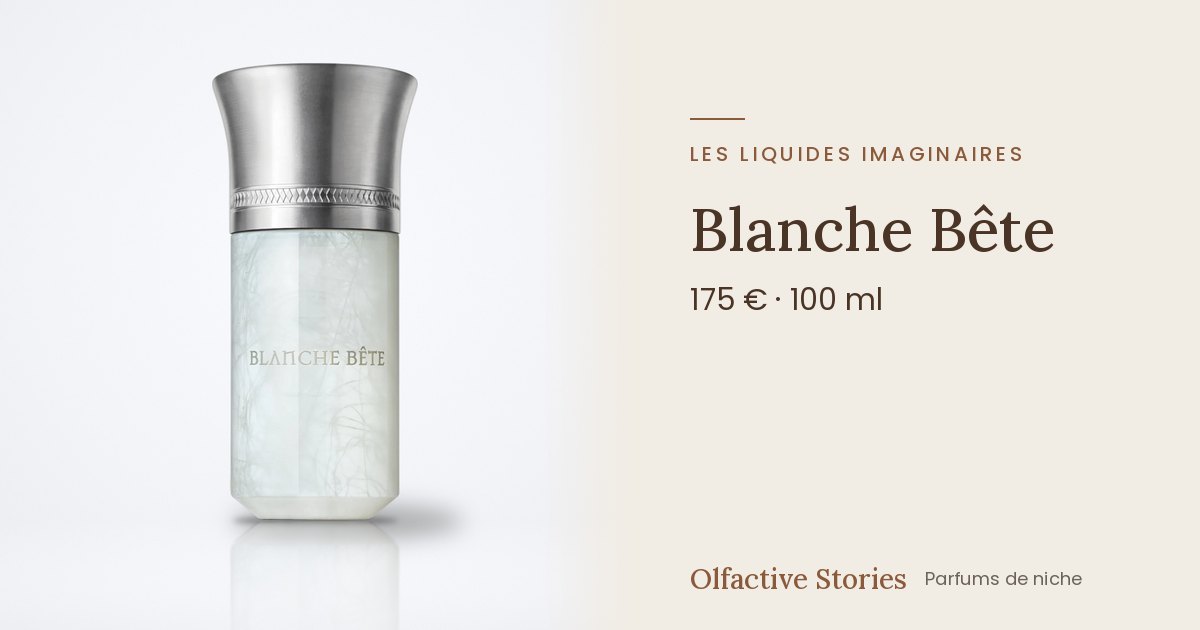 BLANCHE BÊTE
LES LIQUIDES IMAGINAIRES
Blanche Bête
175 € · 100 ml
Olfactive Stories Parfums de niche